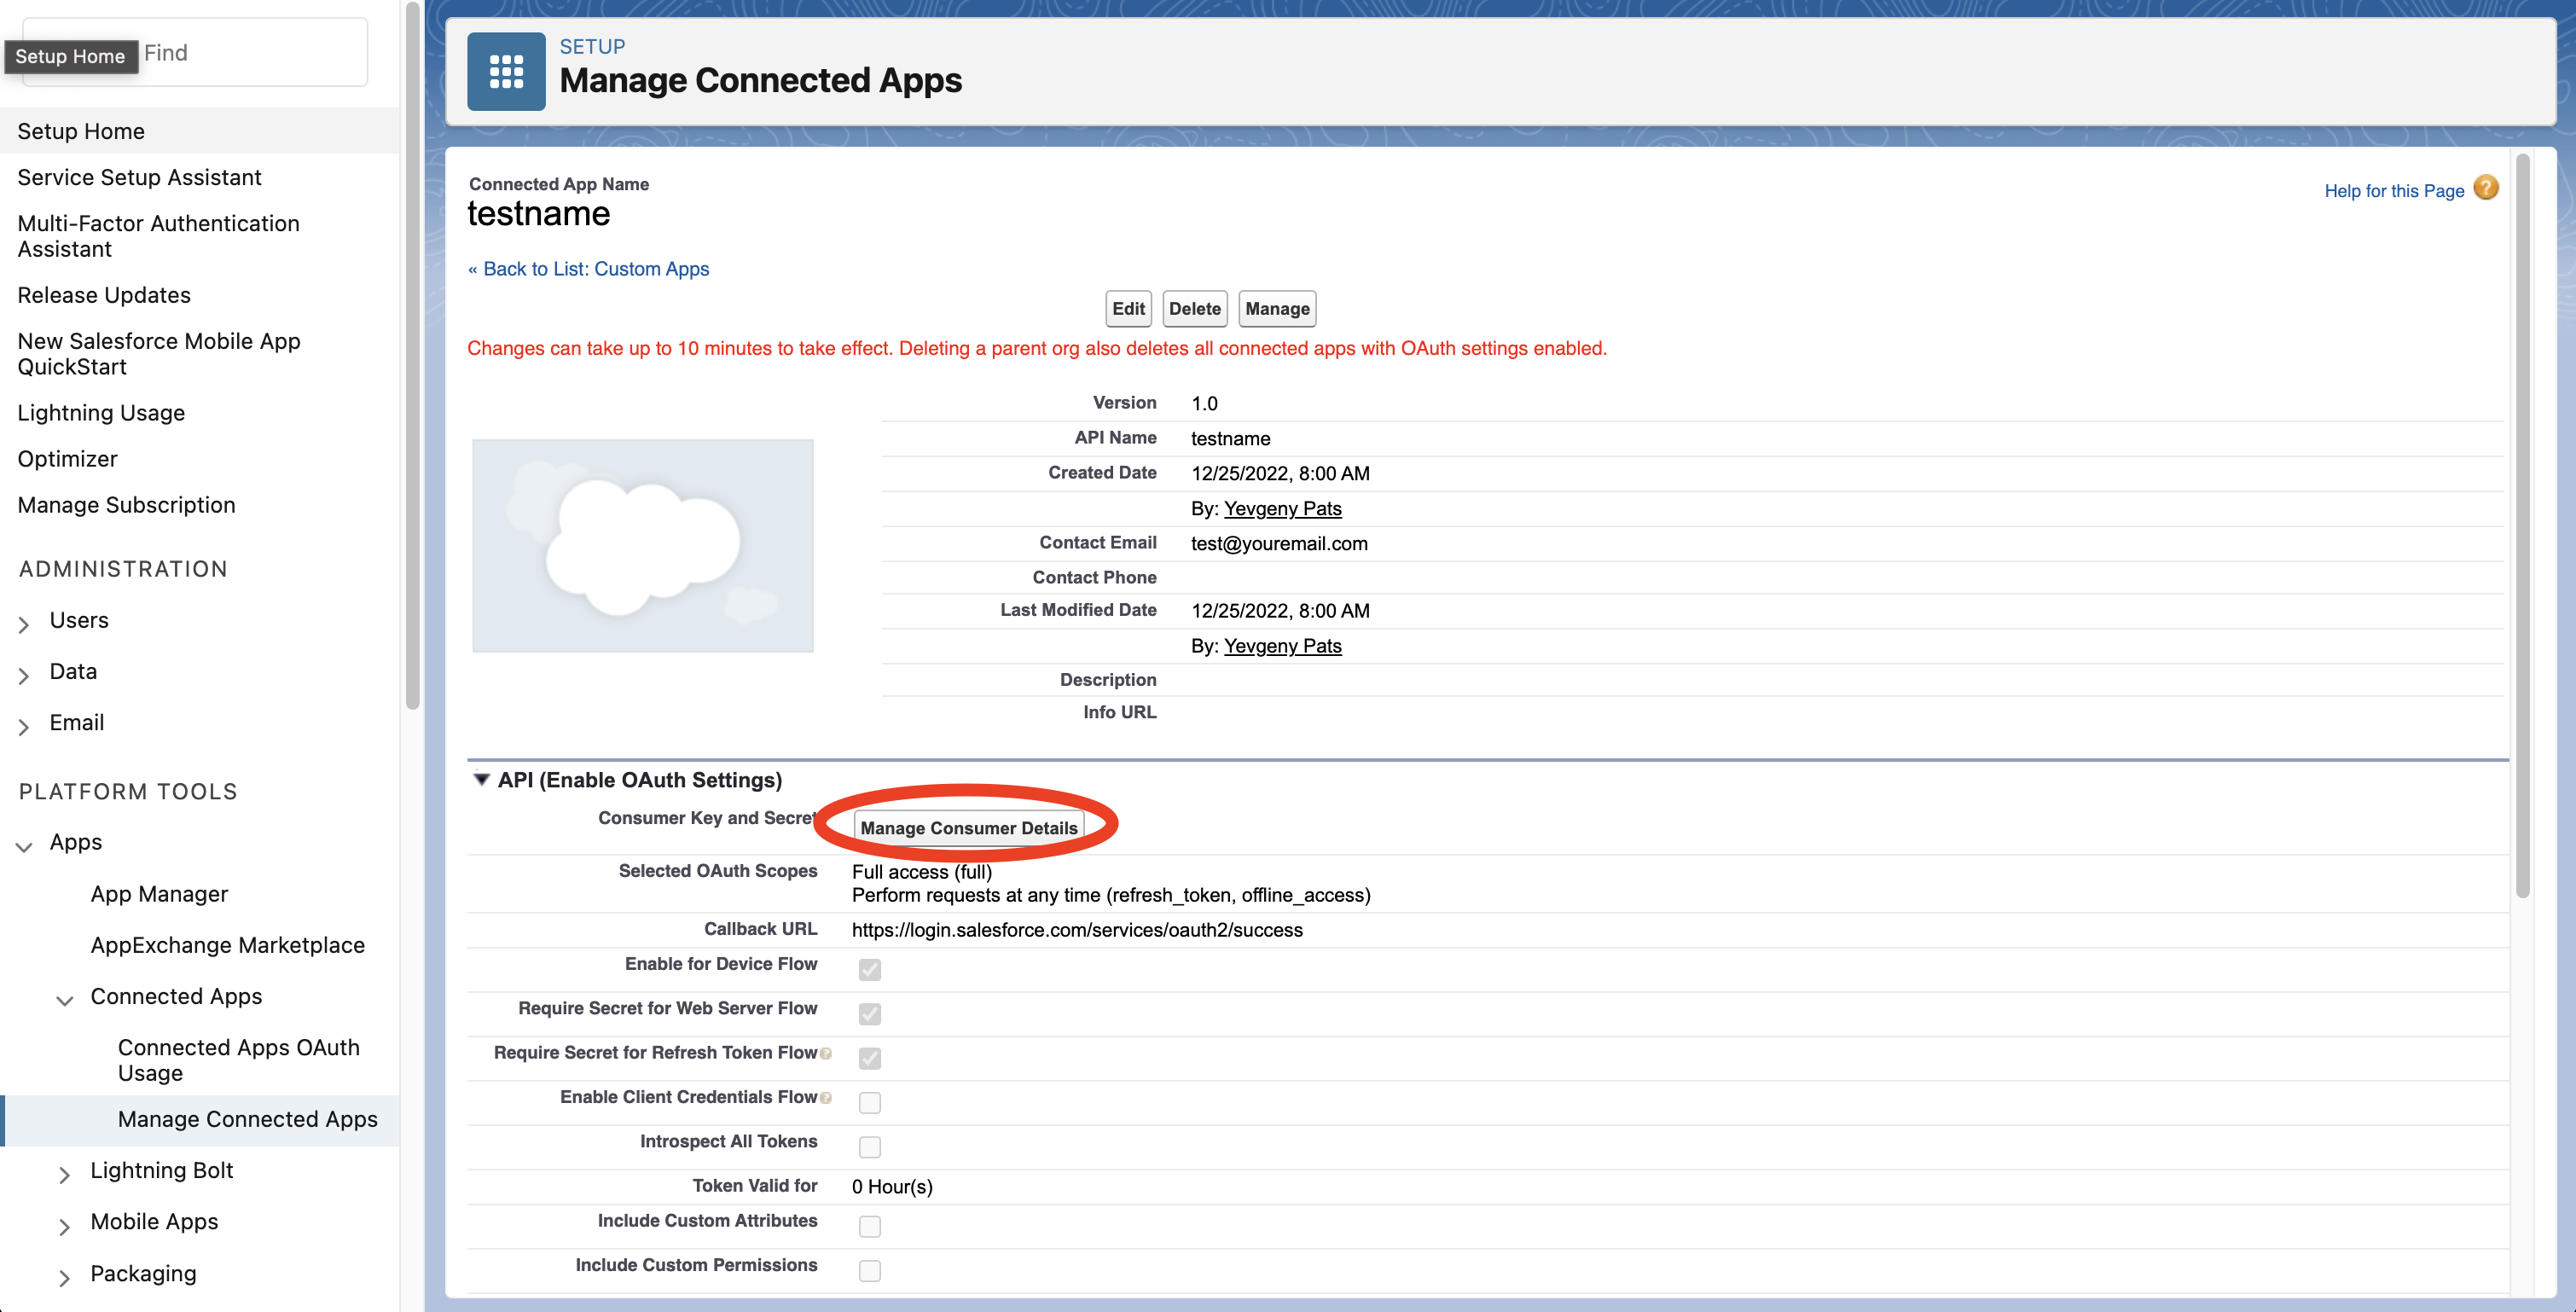 Setup Home
Find
Setup Home
Service Setup Assistant
Multi-Factor Authentication
Assistant
Release Updates
New Salesforce Mobile App
QuickStart
Lightning Usage
Optimizer
Manage Subscription
ADMINISTRATION
Users
Data
Email
PLATFORM TOOLS
Apps
App Manager
AppExchange Marketplace
Connected Apps
Connected Apps OAuth
Usage
Manage Connected Apps
Lightning Bolt
Mobile Apps
Packaging
SETUP
Manage Connected Apps
Connected App Name
testname
Help for this Page ?
« Back to List: Custom Apps
Edit Delete Manage
Changes can take up to 10 minutes to take effect. Deleting a parent org also deletes all connected apps with OAuth settings enabled.
Version 1.0
API Name testname
Created Date 12/25/2022, 8:00 AM
By: Yevgeny Pats
Contact Email test@youremail.com
Contact Phone
Last Modified Date 12/25/2022, 8:00 AM
By: Yevgeny Pats
Description
Info URL
API (Enable OAuth Settings)
Consumer Key and Secret Manage Consumer Details
Selected OAuth Scopes Full access (full)
Perform requests at any time (refresh_token, offline_access)
Callback URL https://login.salesforce.com/services/oauth2/success
Enable for Device Flow
Require Secret for Web Server Flow
Require Secret for Refresh Token Flow ?
Enable Client Credentials Flow ?
Introspect All Tokens
Token Valid for 0 Hour(s)
Include Custom Attributes
Include Custom Permissions